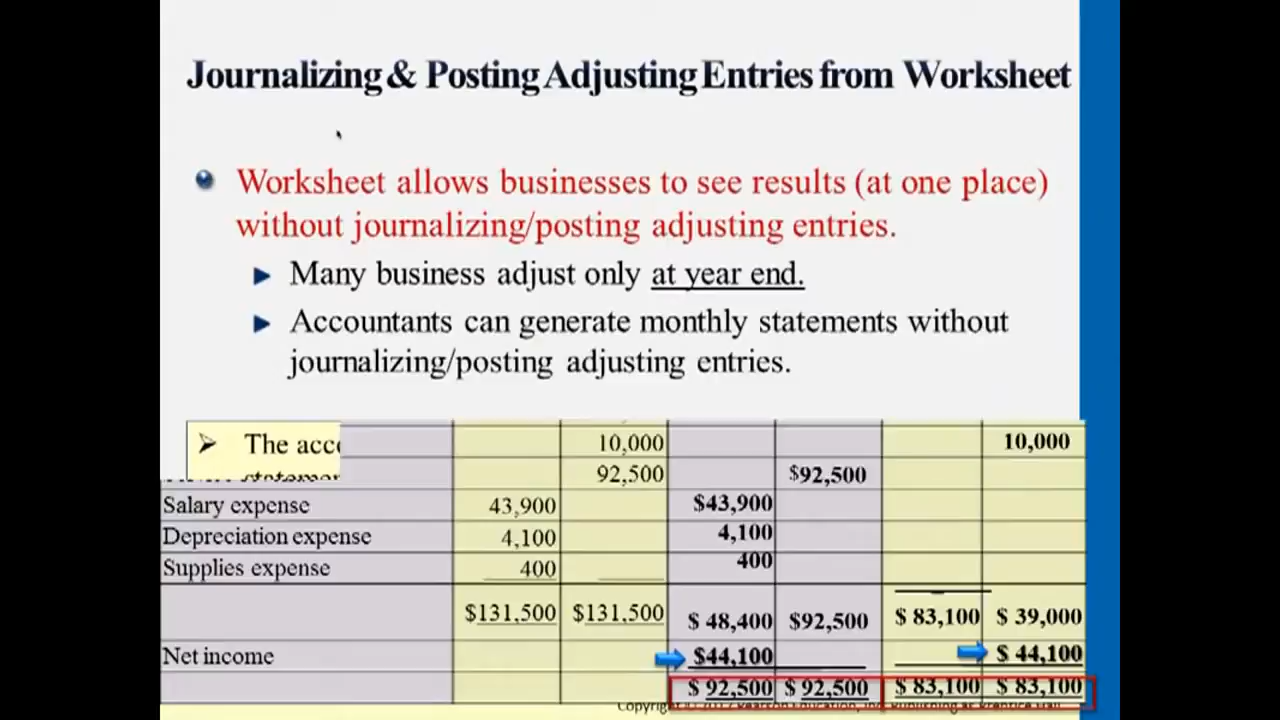 Journalizing & Posting Adjusting Entries from Worksheet
Worksheet allows businesses to see results (at one place)
without journalizing/posting adjusting entries.
Many business adjust only at year end.
Accountants can generate monthly statements without
journalizing/posting adjusting entries.
The acc
10,000 10,000
92,500 $92,500
Salary expense 43,900 $43,900
Depreciation expense 4,100 4,100
Supplies expense 400 400
$131,500 $131,500 $ 48,400 $92,500 $ 83,100 $ 39,000
Net income $44,100 $ 44,100
$ 92,500 $ 92,500 $ 83,100 $ 83,100